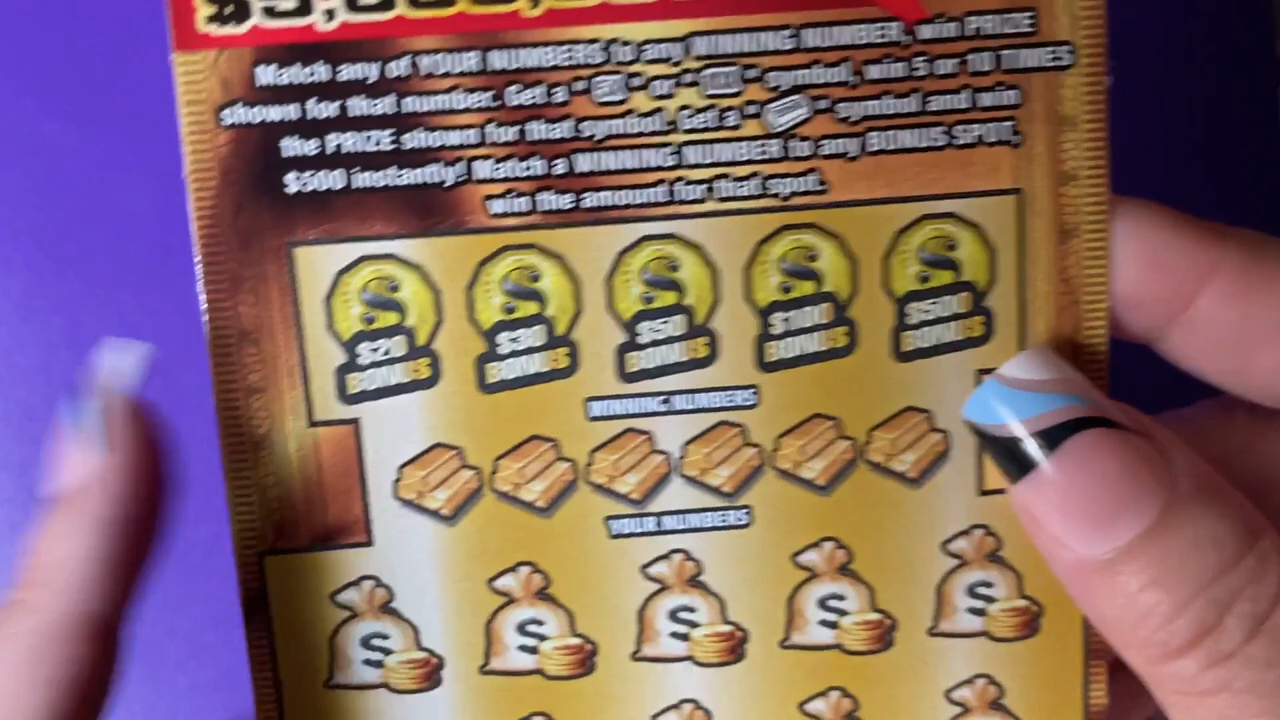 Match any of YOUR NUMBERS to any WINNING NUMBER, win PRIZE
shown for that number. Get a "5X" or "10X" symbol, win 5 or 10 TIMES
the PRIZE shown for that symbol. Get a " " symbol and win
$500 instantly! Match a WINNING NUMBER to any BONUS SPOT,
win the amount for that spot.
$20 BONUS
$30 BONUS
$50 BONUS
$100 BONUS
$500 BONUS
WINNING NUMBERS
YOUR NUMBERS